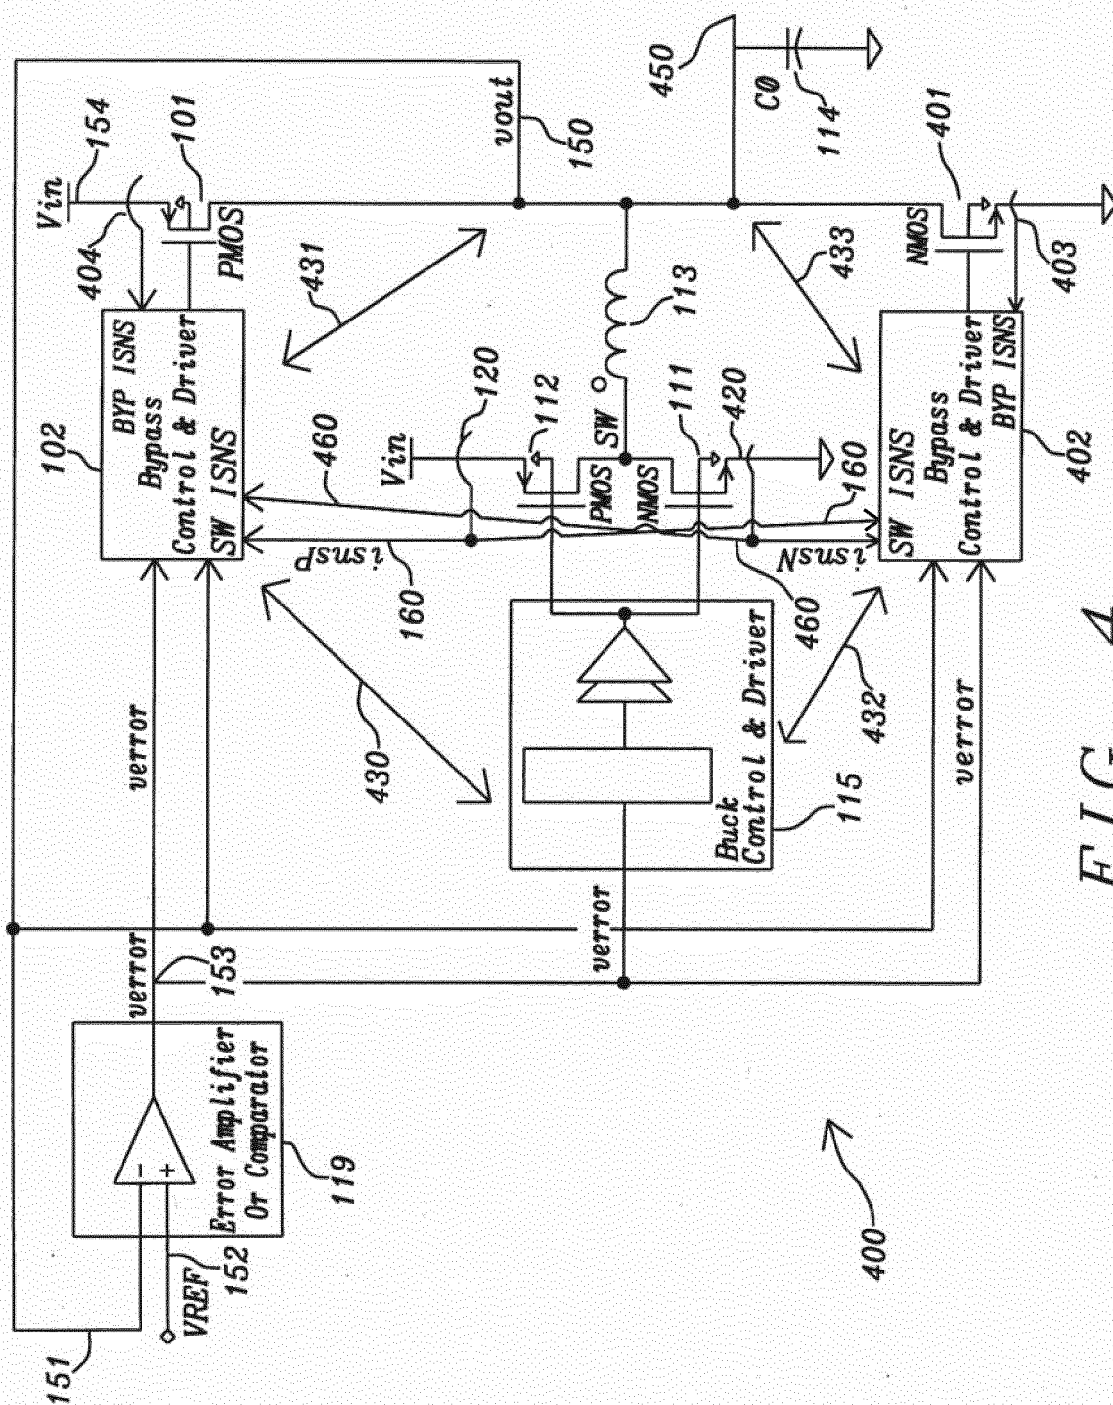 Vin
154
404
101
PMOS
102
BYP ISNS
Bypass
Control & Driver
SW ISNS
431
vout
150
450
C0
114
460
120
Vin
112
SW
113
111
420
PMOS
NMOS
isnsP
160
isnsN
460
160
433
NMOS
401
403
SW ISNS
Bypass
Control & Driver
BYP ISNS
402
430
432
Buck
Control & Driver
115
verror
verror
verror
verror
153
Error Amplifier
Or Comparator
119
-
+
151
152
VREF
400
FIG. 4